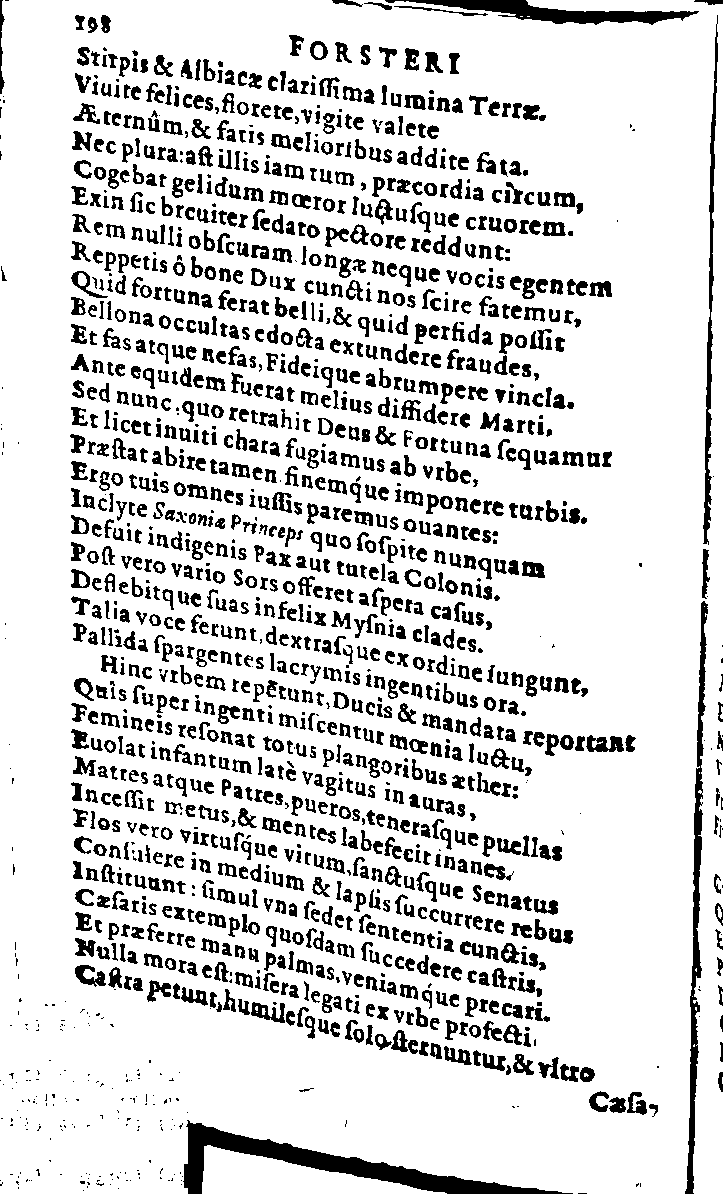 198
FORSTERI
Stirpis & Albiacæ clarißima lumina Terræ.
Viuite felices, florete, vigite valete
Æternûm, & fatis melioribus addite fata.
Nec plura: aſt illis iam tum, præcordia circum,
Cogebat gelidum mœror luctuſque cruorem.
Exin ſic breuiter ſedato pectore reddunt:
Rem nulli obſcuram longæ neque vocis egentem
Reppetis ô bone Dux cuncti nos ſcire fatemur,
Quid fortuna ferat belli, & quid perfida poſſit
Bellona occultas edocta extundere fraudes,
Et fas atque nefas, Fideique abrumpere vincla.
Ante equidem fuerat melius diffidere Marti,
Sed nunc, quo retrahit Deus & Fortuna ſequamur
Et licet inuiti chara fugiamus ab vrbe,
Præſtat abire tamen finemq́ue imponere turbis.
Ergo tuis omnes iuſſis paremus ouantes:
Inclyte Saxoniæ Princeps quo ſoſpite nunquam
Defuit indigenis Pax aut tutela Colonis.
Poſt vero vario Sors offeret aſpera caſus,
Deflebitque ſuas infelix Myſnia clades.
Talia voce ferunt, dextraſque ex ordine iungunt,
Pallida ſpargentes lacrymis ingentibus ora.
Hinc vrbem repētunt, Ducis & mandata reportant
Quis ſuper ingenti miſcentur mœnia luctu,
Femineis reſonat totus plangoribus æther:
Euolat infantum latè vagitus in auras,
Matres atque Patres, pueros, teneraſque puellas
Inceſſit metus, & mentes labefecit inanes.
Flos vero virtuſq́ue virum, ſanctuſque Senatus
Conſulere in medium & lapſis ſuccurrere rebus
Inſtituunt: ſimul vna ſedet ſententia cunctis,
Cæſaris extemplo quoſdam ſuccedere caſtris,
Et præferre manu palmas, veniamq́ue precari.
Nulla mora eſt: miſera legati ex vrbe profecti
Caſtra petunt, humileſque ſolo ſternuntur, & vltro
Cæſa-